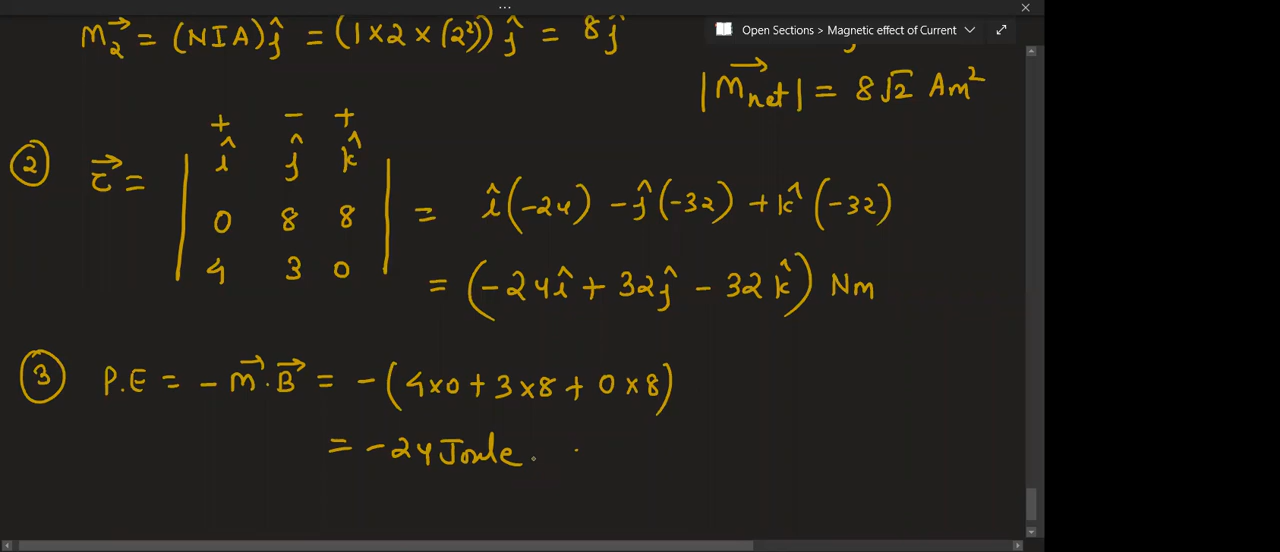 Open Sections > Magnetic effect of Current
m₂⃗ = (NIA)ĵ = (1×2×(2²))ĵ = 8ĵ
|m⃗net| = 8√2 Am²
+ − +
② τ⃗ = | î ĵ k̂ |
| 0 8 8 | = î(-24) - ĵ(-32) + k̂(-32)
| 4 3 0 |
= (-24î + 32ĵ - 32k̂) Nm
③ P.E = - m⃗ . B⃗ = -(4×0 + 3×8 + 0×8)
= -24 Joule.